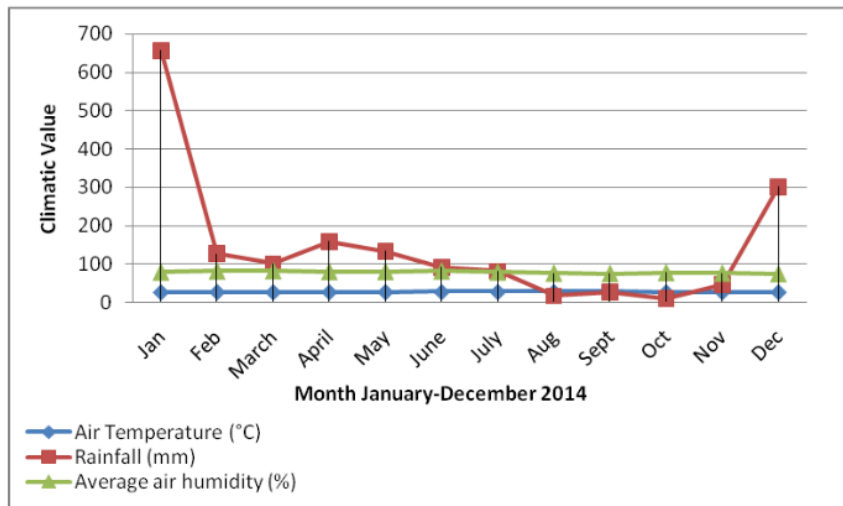 700
600
500
400
300
200
100
0
Climatic Value
Jan
Feb
March
April
May
June
July
Aug
Sept
Oct
Nov
Dec
Month January-December 2014
Air Temperature (°C)
Rainfall (mm)
Average air humidity (%)